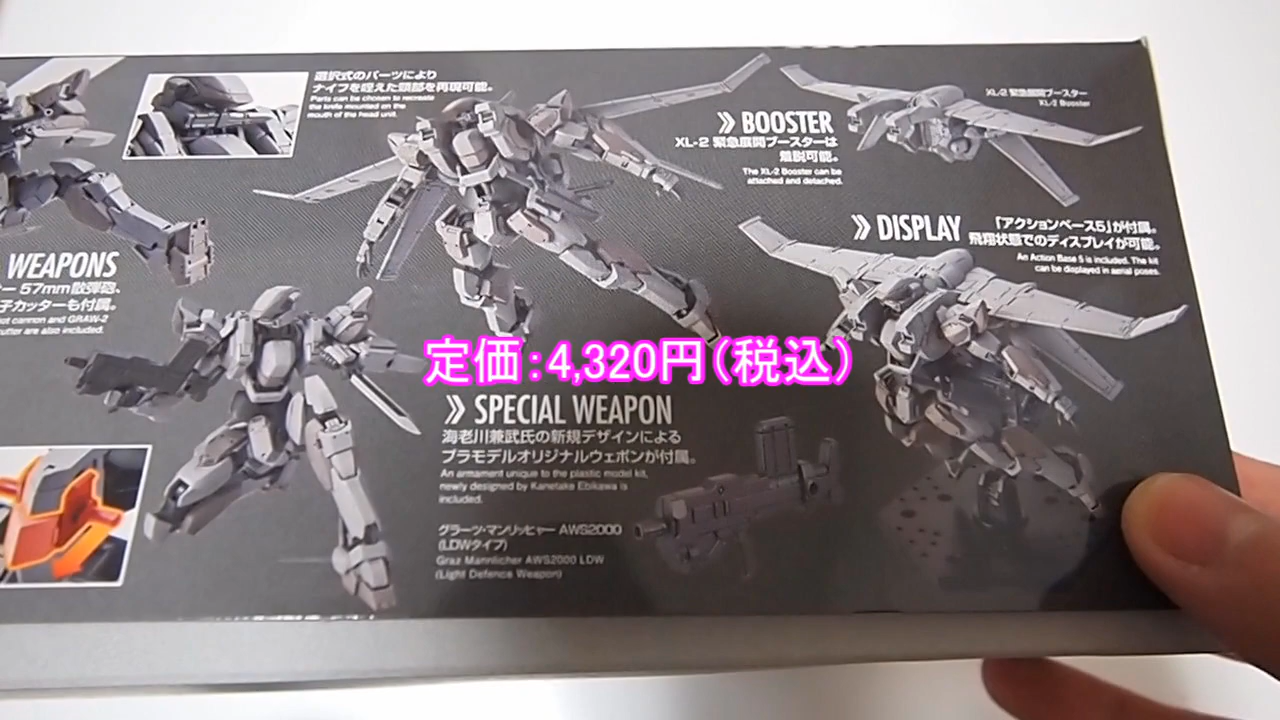 選択式のパーツにより
ナイフを咥えた頭部を再現可能。
Parts can be chosen to recreate
the knife mounted on the
mouth of the head unit.
BOOSTER
XL-2 緊急展開ブースターは
着脱可能。
The XL-2 Booster can be
attached and detached.
XL-2 緊急展開ブースター
XL-2 Booster
DISPLAY
「アクションベース5」が付属。
飛翔状態でのディスプレイが可能。
An Action Base 5 is included. The kit
can be displayed in aerial poses.
WEAPONS
57mm散弾砲、
子カッターも付属。
cannon and GRAW-2
are also included.
定価：4,320円（税込）
SPECIAL WEAPON
海老川兼武氏の新規デザインによる
プラモデルオリジナルウェポンが付属。
An armament unique to the plastic model kit,
newly designed by Kanetake Ebikawa is
included.
グラーツ・マンリッヒャー AWS2000
(LDWタイプ)
Graz Mannlicher AWS2000 LDW
(Light Defence Weapon)